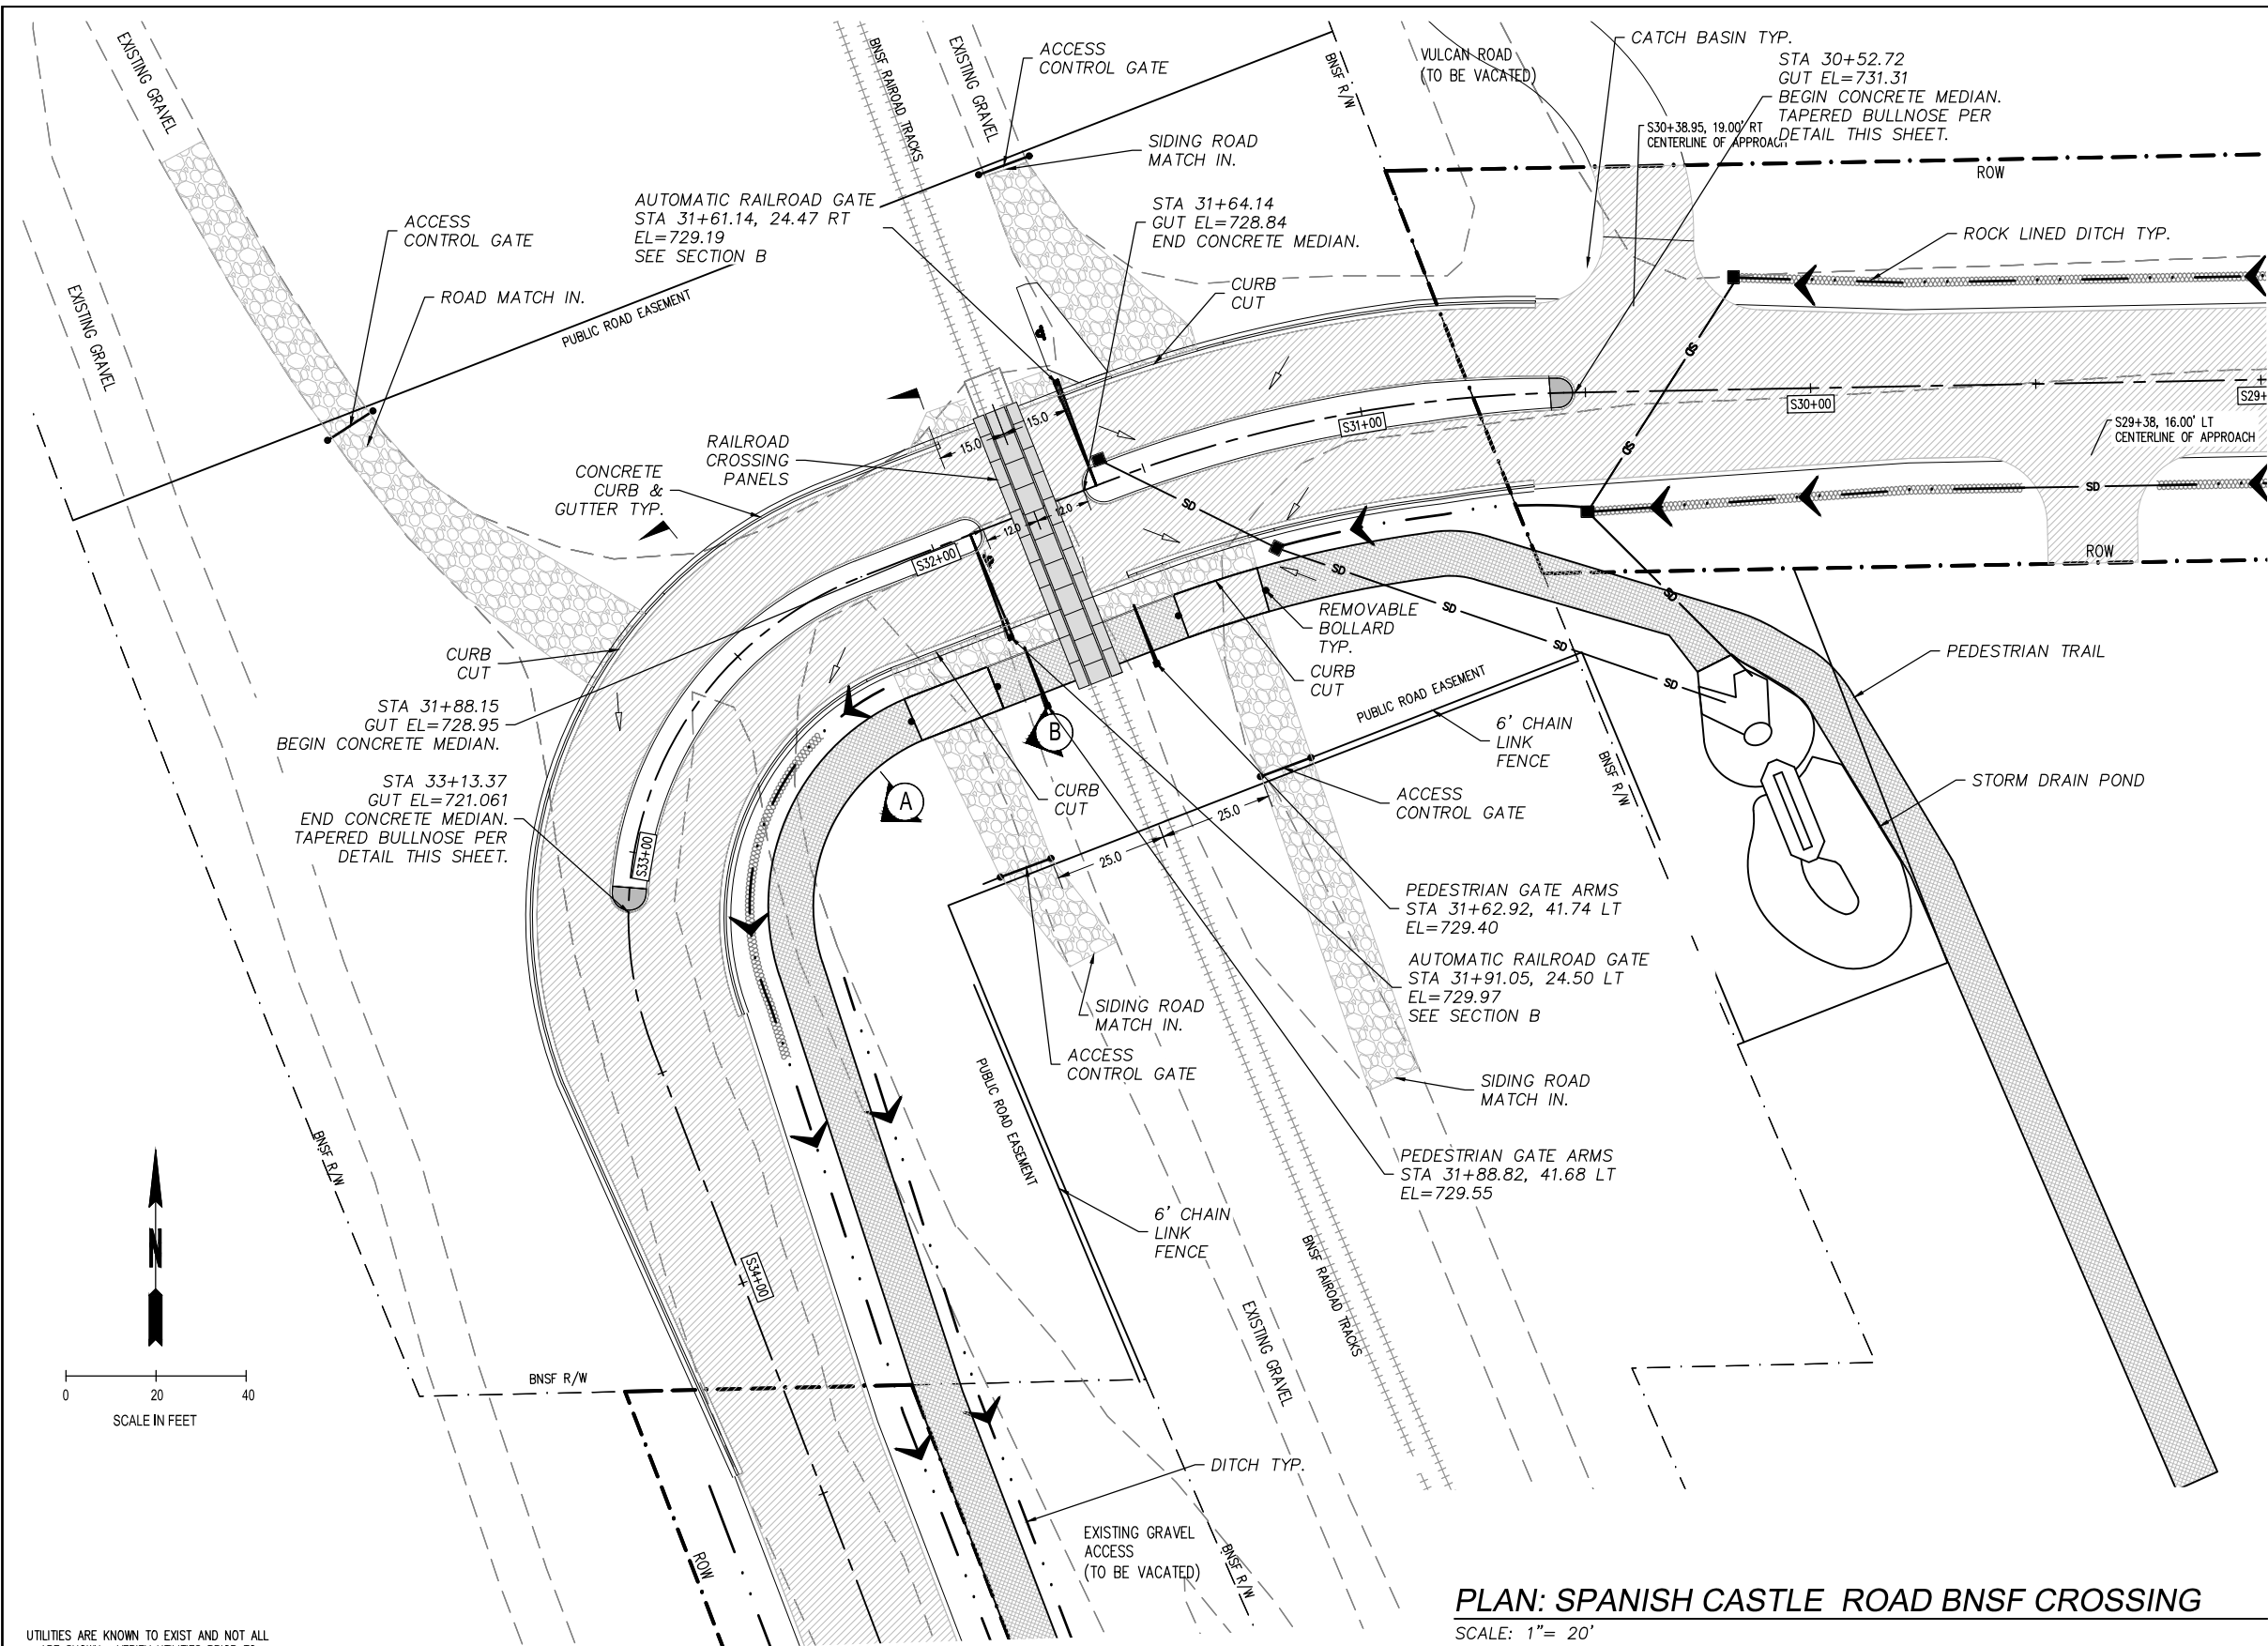 EXISTING GRAVEL
BNSF RAIROAD TRACKS
EXISTING GRAVEL
ACCESS
CONTROL GATE
BNSF R/W
VULCAN ROAD
(TO BE VACATED)
CATCH BASIN TYP.
STA 30+52.72
GUT EL=731.31
BEGIN CONCRETE MEDIAN.
TAPERED BULLNOSE PER
DETAIL THIS SHEET.
S30+38.95, 19.00' RT
CENTERLINE OF APPROACH
ROW
SIDING ROAD
MATCH IN.
AUTOMATIC RAILROAD GATE
STA 31+61.14, 24.47 RT
EL=729.19
SEE SECTION B
STA 31+64.14
GUT EL=728.84
END CONCRETE MEDIAN.
ACCESS
CONTROL GATE
ROCK LINED DITCH TYP.
EXISTING GRAVEL
ROAD MATCH IN.
PUBLIC ROAD EASEMENT
CURB
CUT
SD
S31+00
S30+00
S29+
S29+38, 16.00' LT
CENTERLINE OF APPROACH
15.0
15.0
RAILROAD
CROSSING
PANELS
CONCRETE
CURB &
GUTTER TYP.
SD
SD
SD
12.0
12.0
S32+00
ROW
SD
SD
SD
REMOVABLE
BOLLARD
TYP.
SD
CURB
CUT
SD
PEDESTRIAN TRAIL
CURB
CUT
STA 31+88.15
GUT EL=728.95
BEGIN CONCRETE MEDIAN.
PUBLIC ROAD EASEMENT
6' CHAIN
LINK
FENCE
B
BNSF R/W
STORM DRAIN POND
STA 33+13.37
GUT EL=721.061
END CONCRETE MEDIAN.
TAPERED BULLNOSE PER
DETAIL THIS SHEET.
A
CURB
CUT
ACCESS
CONTROL GATE
25.0
25.0
S33+00
PEDESTRIAN GATE ARMS
STA 31+62.92, 41.74 LT
EL=729.40
AUTOMATIC RAILROAD GATE
STA 31+91.05, 24.50 LT
EL=729.97
SEE SECTION B
SIDING ROAD
MATCH IN.
ACCESS
CONTROL GATE
SIDING ROAD
MATCH IN.
PUBLIC ROAD EASEMENT
BNSF R/W
PEDESTRIAN GATE ARMS
STA 31+88.82, 41.68 LT
EL=729.55
6' CHAIN
LINK
FENCE
N
S34+00
BNSF RAIROAD TRACKS
EXISTING GRAVEL
BNSF R/W
0 20 40
SCALE IN FEET
DITCH TYP.
EXISTING GRAVEL
ACCESS
(TO BE VACATED)
ROW
BNSF R/W
PLAN: SPANISH CASTLE ROAD BNSF CROSSING
SCALE: 1"= 20'
UTILITIES ARE KNOWN TO EXIST AND NOT ALL